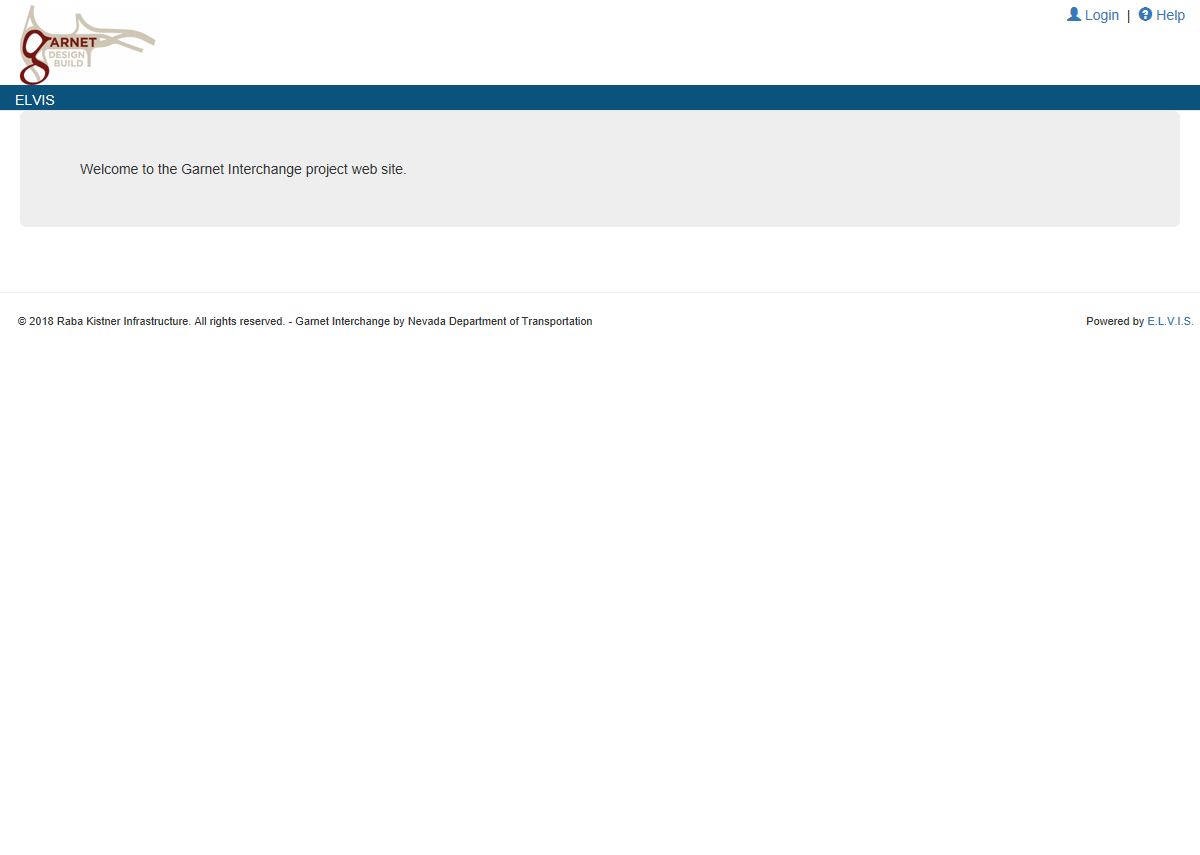 gARNET
DESIGN
BUILD
Login | Help
ELVIS
Welcome to the Garnet Interchange project web site.
© 2018 Raba Kistner Infrastructure. All rights reserved. - Garnet Interchange by Nevada Department of Transportation
Powered by E.L.V.I.S.